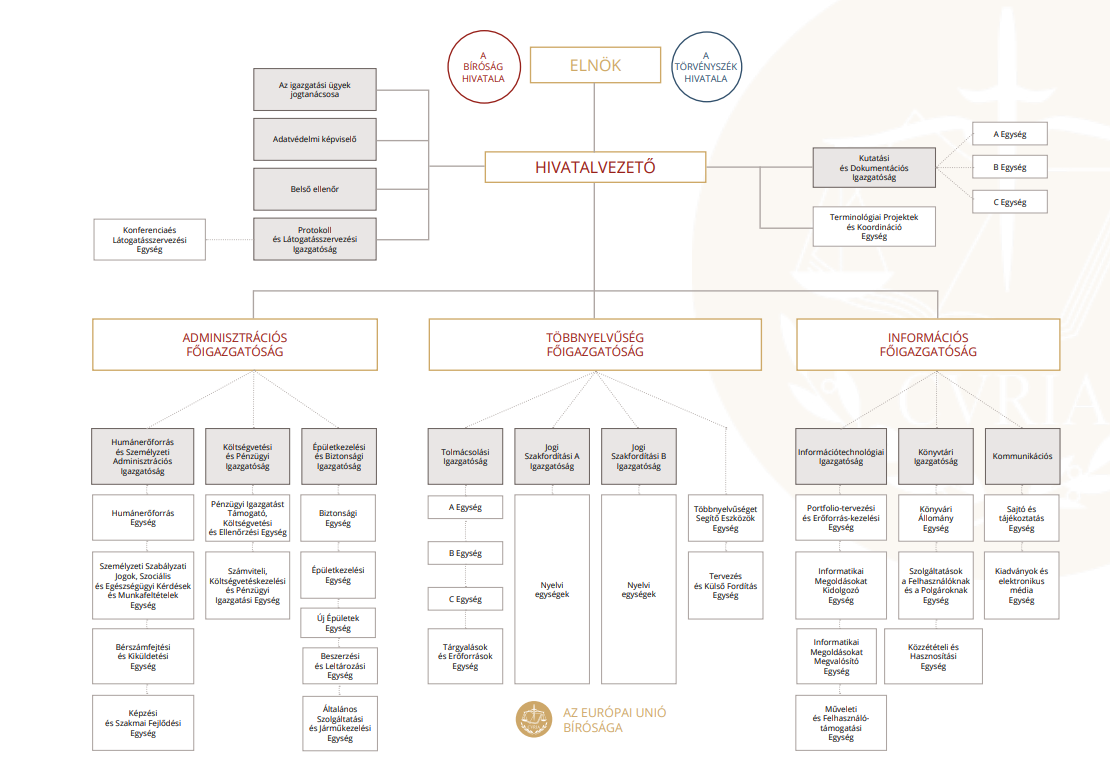 A
BÍRÓSÁG
HIVATALA
ELNÖK
A
TÖRVÉNYSZÉK
HIVATALA
Az igazgatási ügyek
jogtanácsosa
Adatvédelmi képviselő
Belső ellenőr
Protokoll
és Látogatásszervezési
Igazgatóság
Konferenciaés
Látogatásszervezési
Egység
HIVATALVEZETŐ
Kutatási
és Dokumentációs
Igazgatóság
A Egység
B Egység
C Egység
Terminológiai Projektek
és Koordináció
Egység
ADMINISZTRÁCIÓS
FŐIGAZGATÓSÁG
TÖBBNYELVŰSÉG
FŐIGAZGATÓSÁG
INFORMÁCIÓS
FŐIGAZGATÓSÁG
CVRIA
Humánerőforrás
és Személyzeti
Adminisztrációs
Igazgatóság
Humánerőforrás
Egység
Személyzeti Szabályzati
Jogok, Szociális
és Egészségügyi Kérdések
és Munkafeltételek
Egység
Bérszámfejtési
és Kiküldetési
Egység
Képzési
és Szakmai Fejlődési
Egység
Költségvetési
és Pénzügyi
Igazgatóság
Pénzügyi Igazgatást
Támogató,
Költségvetési
és Ellenőrzési Egység
Számviteli,
Költségvetéskezelési
és Pénzügyi
Igazgatási Egység
Épületkezelési
és Biztonsági
Igazgatóság
Biztonsági
Egység
Épületkezelési
Egység
Új Épületek
Egység
Beszerzési
és Leltározási
Egység
Általános
Szolgáltatási
és Járműkezelési
Egység
Tolmácsolási
Igazgatóság
A Egység
B Egység
C Egység
Tárgyalások
és Erőforrások
Egység
Jogi
Szakfordítási A
Igazgatóság
Nyelvi
egységek
Jogi
Szakfordítási B
Igazgatóság
Nyelvi
egységek
Többnyelvűséget
Segítő Eszközök
Egység
Tervezés
és Külső Fordítás
Egység
Információtechnológiai
Igazgatóság
Portfolio-tervezési
és Erőforrás-kezelési
Egység
Informatikai
Megoldásokat
Kidolgozó
Egység
Informatikai
Megoldásokat
Megvalósító
Egység
Műveleti
és Felhasználó-
támogatási
Egység
Könyvtári
Igazgatóság
Könyvári
Állomány
Egység
Szolgáltatások
a Felhasználóknak
és a Polgároknak
Egység
Közzétételi és
Hasznosítási
Egység
Kommunikációs
Sajtó és
tájékoztatás
Egység
Kiadványok és
elektronikus
média
Egység
AZ EURÓPAI UNIÓ
BÍRÓSÁGA